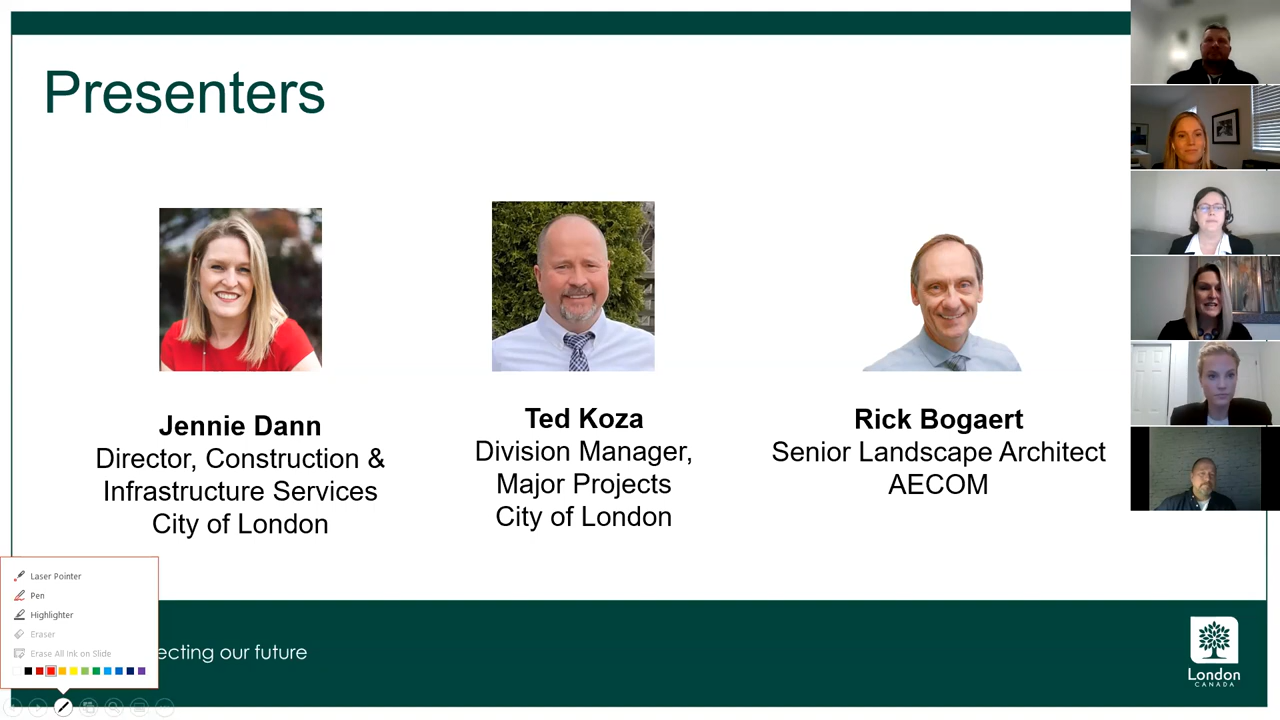 Presenters
Jennie Dann
Director, Construction &
Infrastructure Services
City of London
Ted Koza
Division Manager,
Major Projects
City of London
Rick Bogaert
Senior Landscape Architect
AECOM
Laser Pointer
Pen
Highlighter
Eraser
Erase All Ink on Slide
ecting our future
London
CANADA